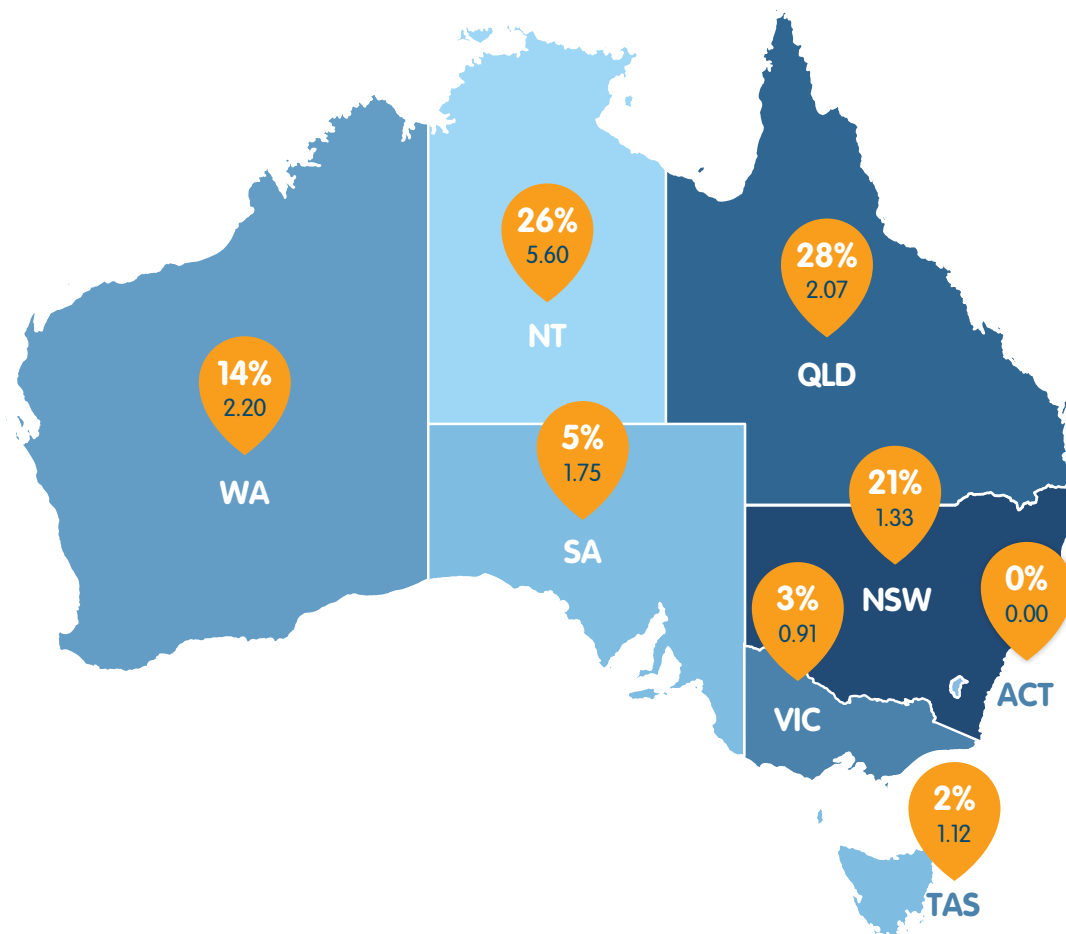 26%
5.60
NT
28%
2.07
QLD
14%
2.20
WA
5%
1.75
SA
21%
1.33
NSW
0%
0.00
ACT
3%
0.91
VIC
2%
1.12
TAS